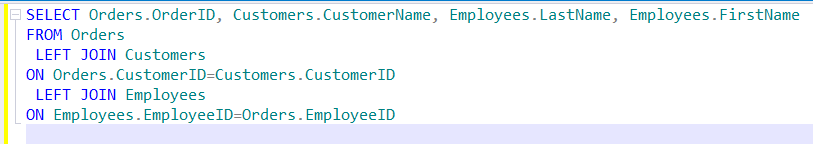 SELECT Orders.OrderID, Customers.CustomerName, Employees.LastName, Employees.FirstName
FROM Orders
LEFT JOIN Customers
ON Orders.CustomerID=Customers.CustomerID
LEFT JOIN Employees
ON Employees.EmployeeID=Orders.EmployeeID